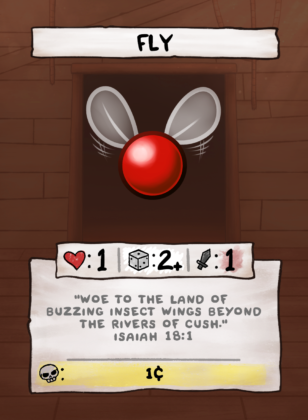 FLY
:1 :2+ :1
"WOE TO THE LAND OF
BUZZING INSECT WINGS BEYOND
THE RIVERS OF CUSH."
ISAIAH 18:1
: 1¢